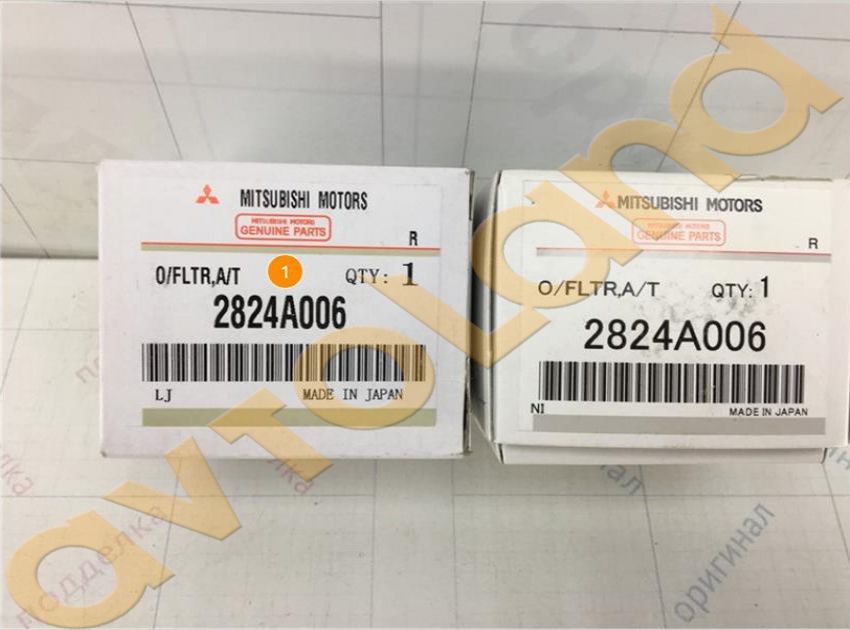 MITSUBISHI MOTORS
MITSUBISHI MOTORS
GENUINE PARTS
R
O/FLTR,A/T 1 QTY: 1
2824A006
LJ MADE IN JAPAN
MITSUBISHI MOTORS
MITSUBISHI MOTORS
GENUINE PARTS
R
O/FLTR,A/T QTY: 1
2824A006
NI MADE IN JAPAN
avtoLand
подделка
оригинал